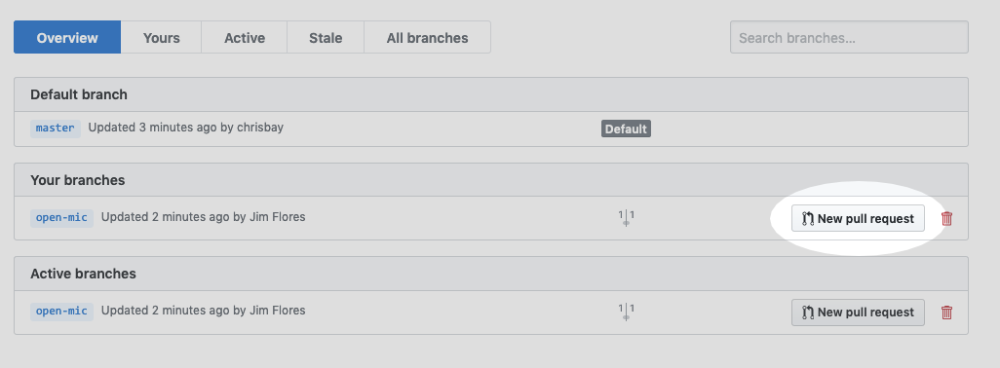 Overview Yours Active Stale All branches Search branches...
Default branch
master Updated 3 minutes ago by chrisbay Default
Your branches
open-mic Updated 2 minutes ago by Jim Flores 1 1 New pull request
Active branches
open-mic Updated 2 minutes ago by Jim Flores 1 1 New pull request